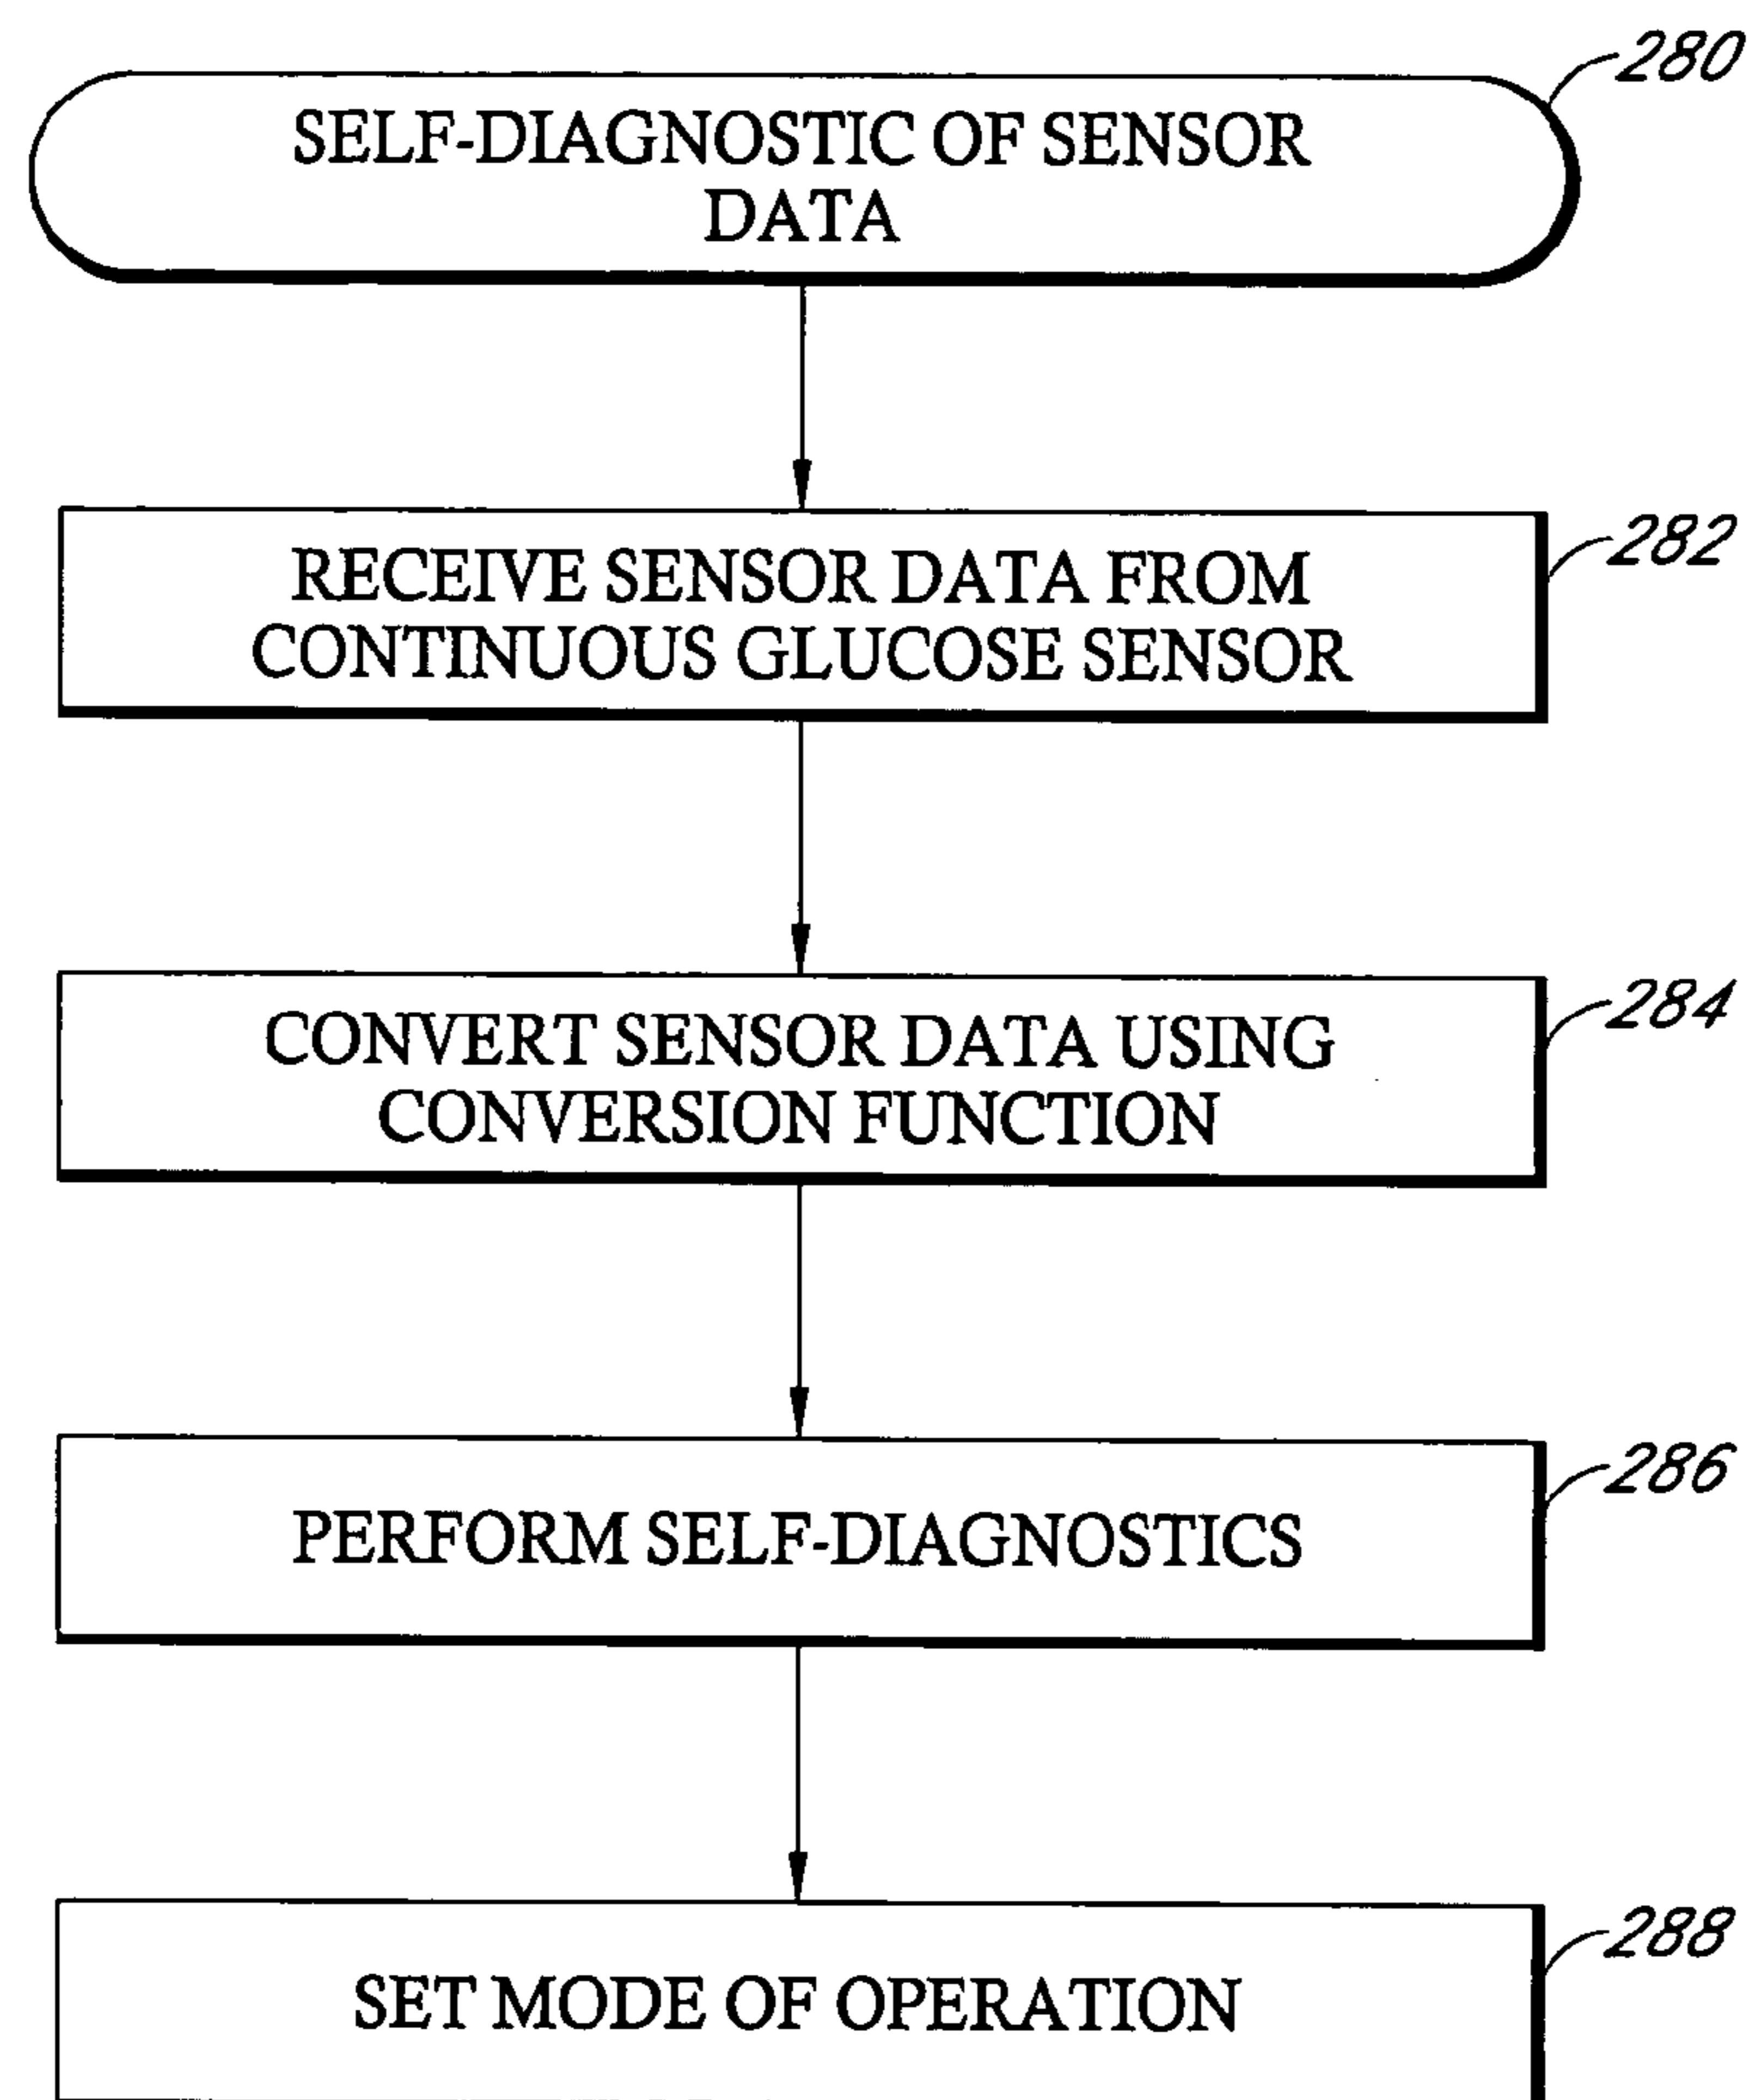 280
SELF-DIAGNOSTIC OF SENSOR
DATA
282
RECEIVE SENSOR DATA FROM
CONTINUOUS GLUCOSE SENSOR
284
CONVERT SENSOR DATA USING
CONVERSION FUNCTION
286
PERFORM SELF-DIAGNOSTICS
288
SET MODE OF OPERATION